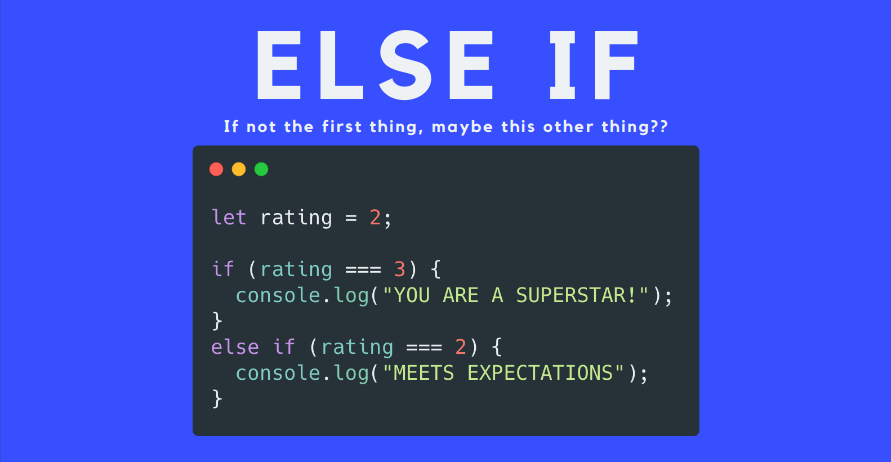 ELSE IF
If not the first thing, maybe this other thing??
let rating = 2;
if (rating === 3) {
  console.log("YOU ARE A SUPERSTAR!");
}
else if (rating === 2) {
  console.log("MEETS EXPECTATIONS");
}